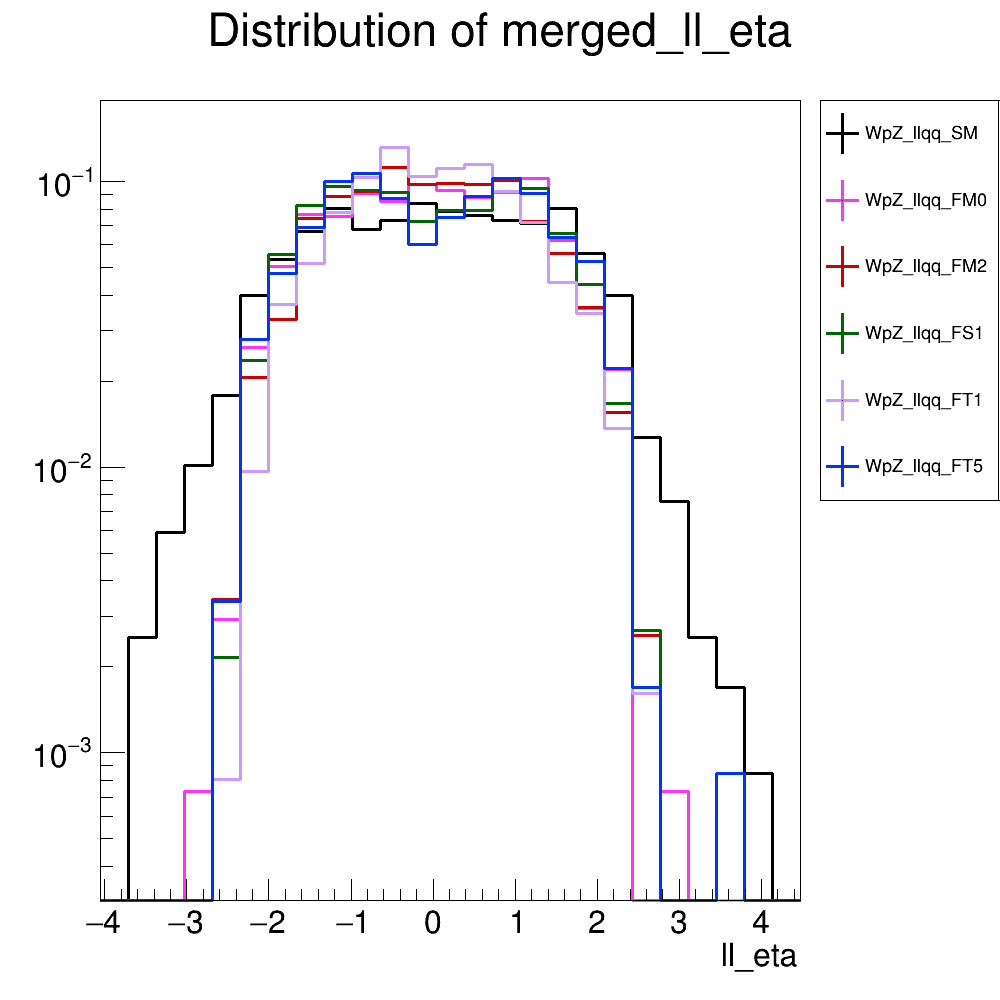 Distribution of merged_ll_eta
10⁻¹
10⁻²
10⁻³
−4 −3 −2 −1 0 1 2 3 4
ll_eta
WpZ_llqq_SM
WpZ_llqq_FM0
WpZ_llqq_FM2
WpZ_llqq_FS1
WpZ_llqq_FT1
WpZ_llqq_FT5